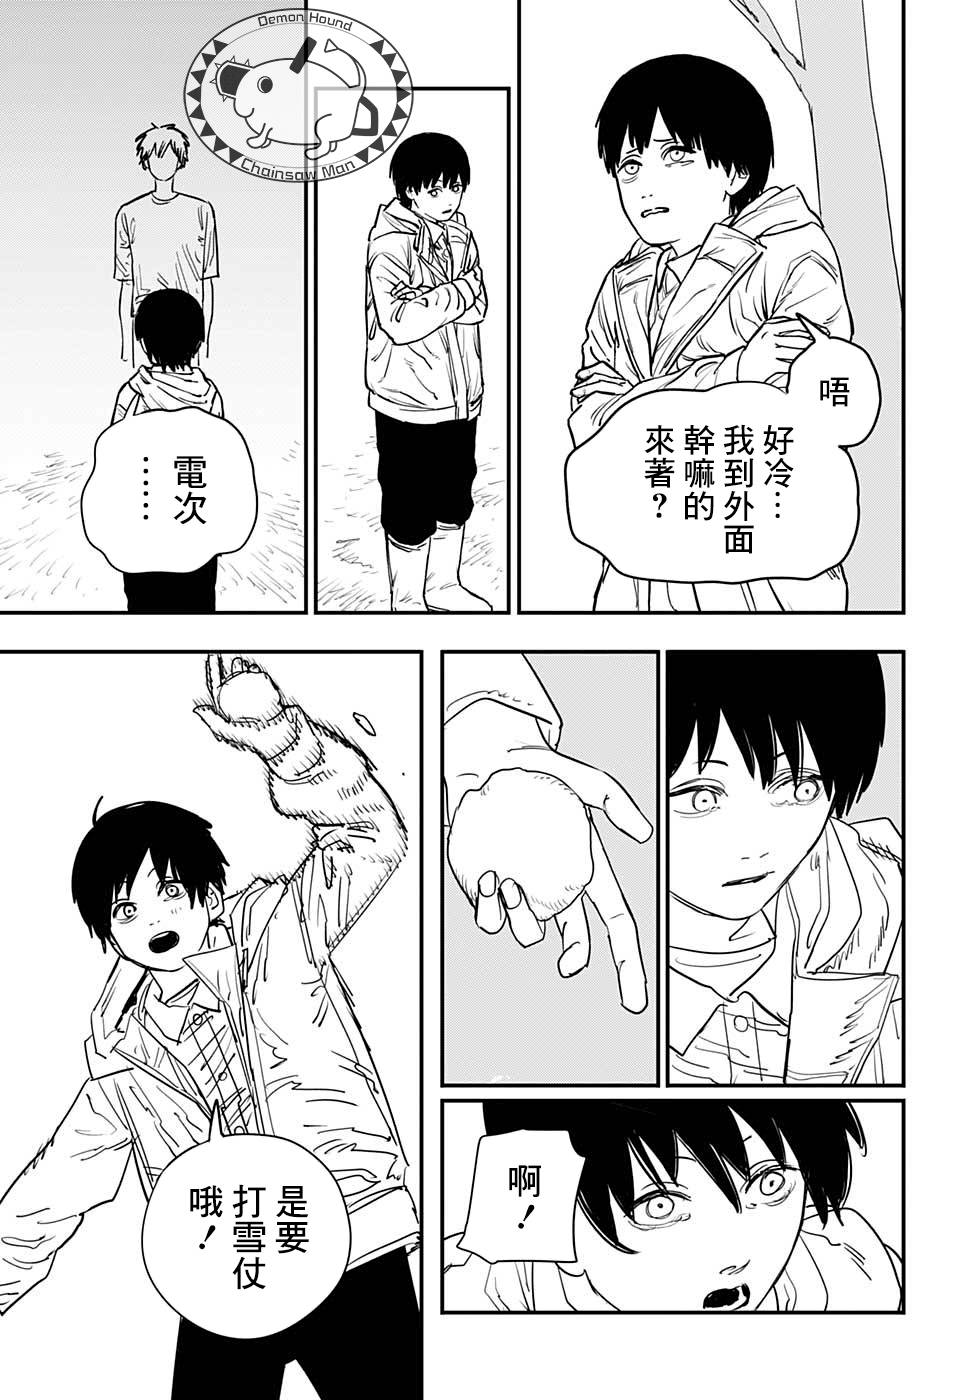 Demon Hound
Chainsaw Man
唔
好冷…
我到外面
幹嘛的
來著？
電次
……
啊！
是要
打雪仗
哦！